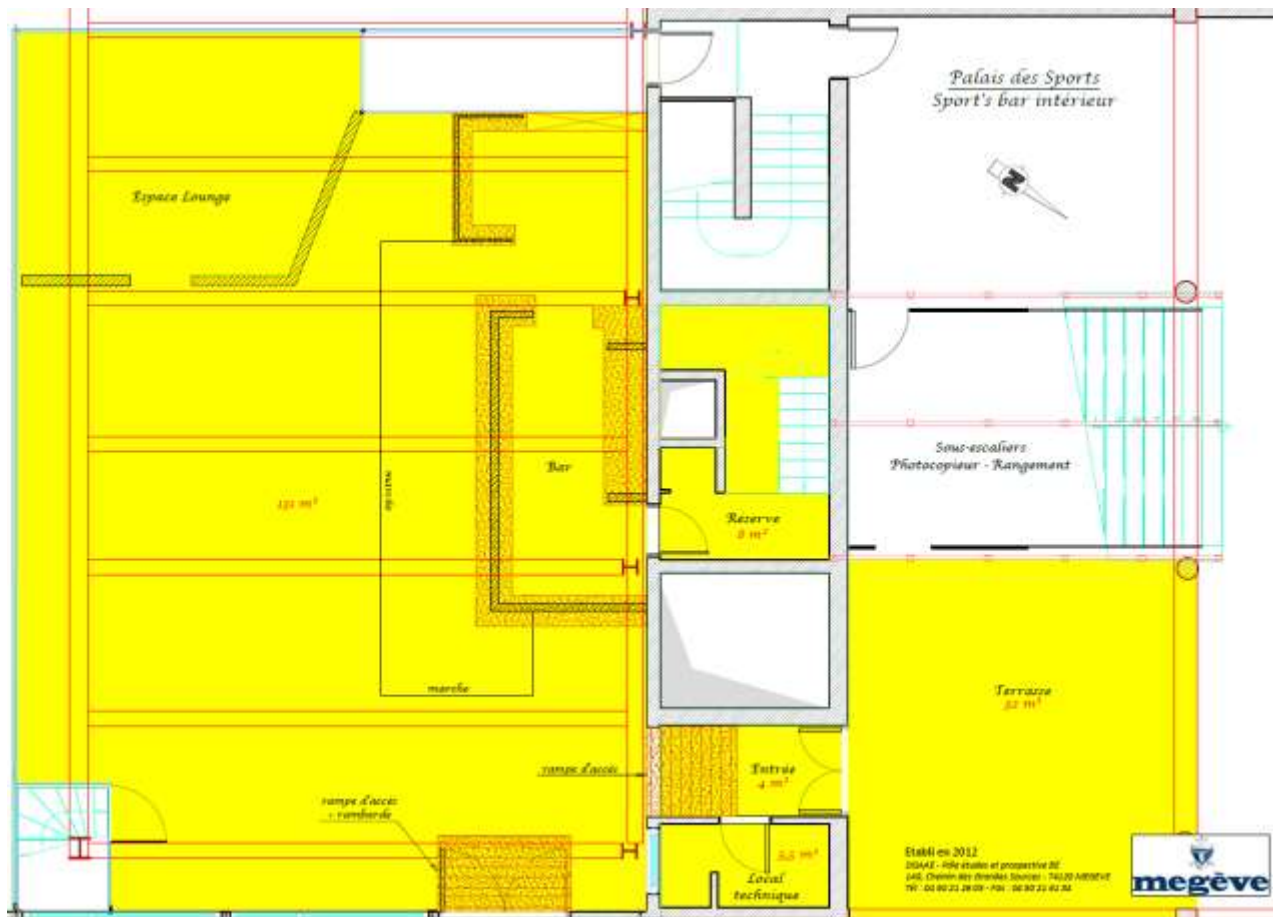 Palais des Sports
Sport's bar intérieur
N
Espace Lounge
Bar
marche
Sous-escaliers
Photocopieur - Rangement
Réserve
8 m²
marche
Terrasse
rampe d'accès
Entrée
4 m²
rampe d'accès
+ rambarde
Local
technique
Etabli en 2012
megève